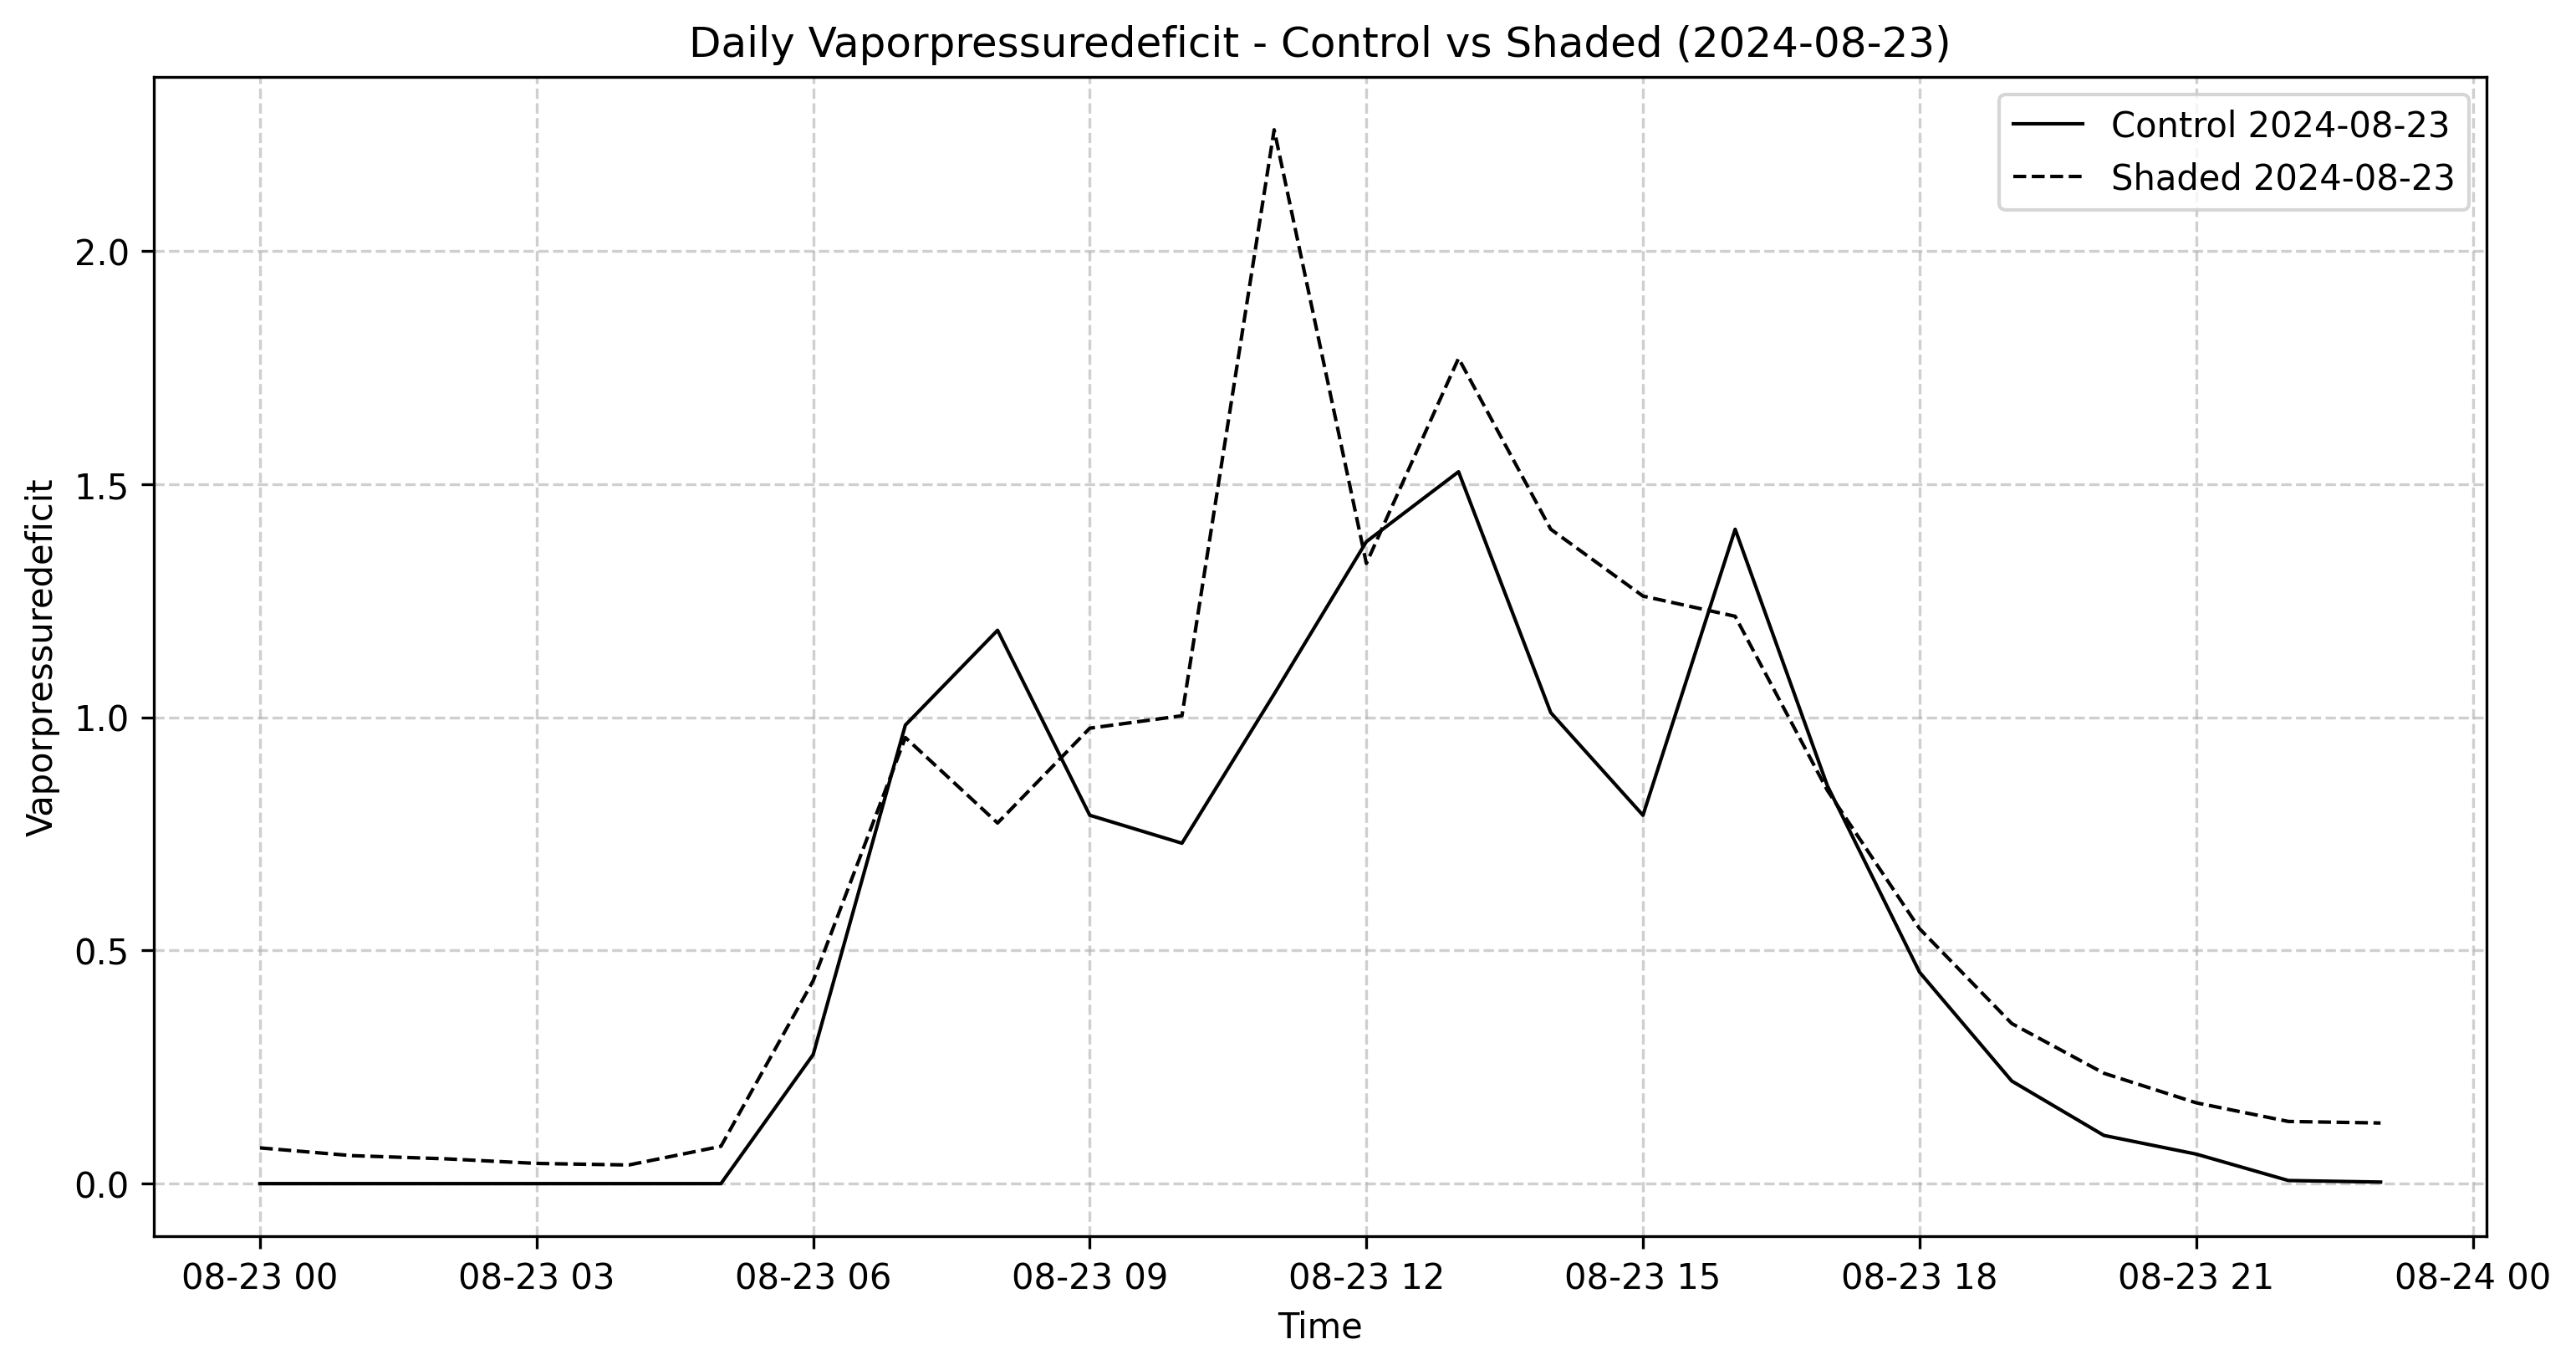 Daily Vaporpressuredeficit - Control vs Shaded (2024-08-23)
Control 2024-08-23
Shaded 2024-08-23
Vaporpressuredeficit
2.0
1.5
1.0
0.5
0.0
08-23 00
08-23 03
08-23 06
08-23 09
08-23 12
08-23 15
08-23 18
08-23 21
08-24 00
Time